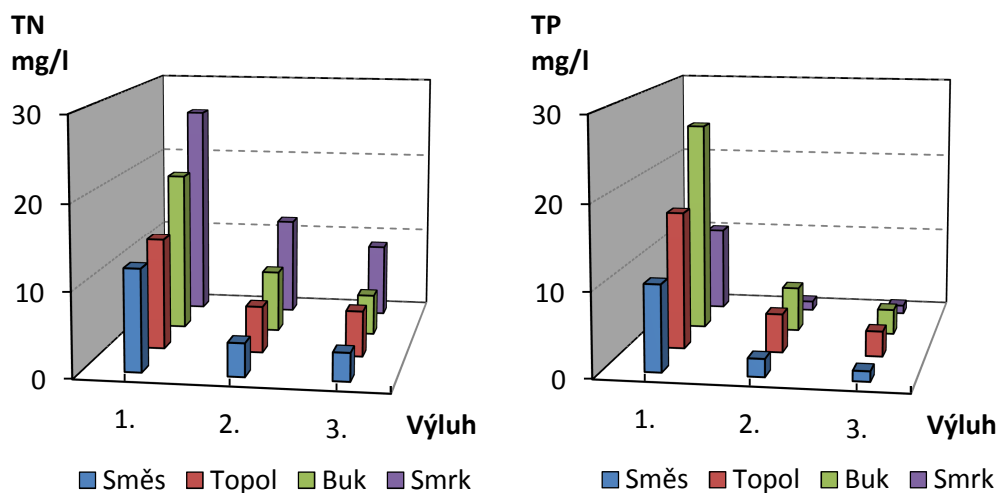 TN
mg/l
30
20
10
0
1. 2. 3. Výluh
Směs Topol Buk Smrk
TP
mg/l
30
20
10
0
1. 2. 3. Výluh
Směs Topol Buk Smrk